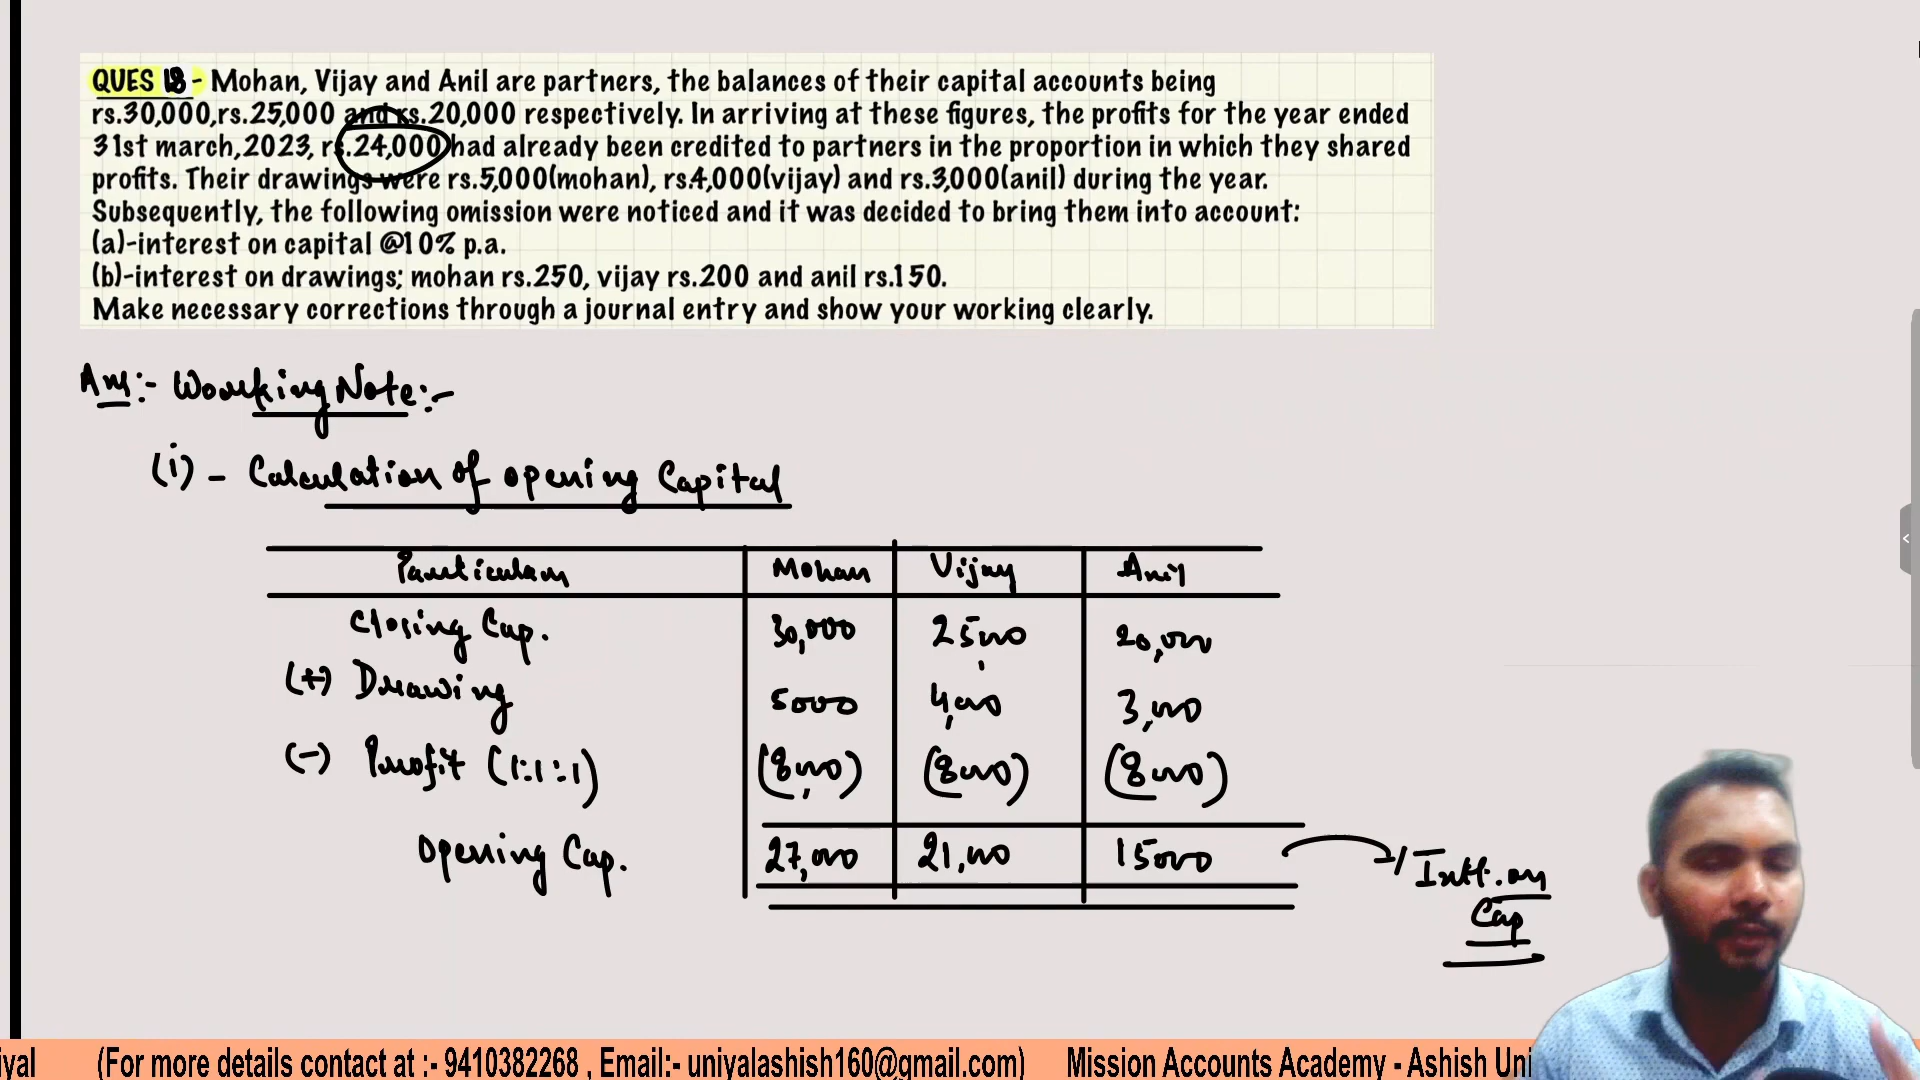 QUES 18 - Mohan, Vijay and Anil are partners, the balances of their capital accounts being
rs.30,000,rs.25,000 and rs.20,000 respectively. In arriving at these figures, the profits for the year ended
31st march,2023, rs.24,000 had already been credited to partners in the proportion in which they shared
profits. Their drawings were rs.5,000(mohan), rs.4,000(vijay) and rs.3,000(anil) during the year.
Subsequently, the following omission were noticed and it was decided to bring them into account:
(a)-interest on capital @10% p.a.
(b)-interest on drawings; mohan rs.250, vijay rs.200 and anil rs.150.
Make necessary corrections through a journal entry and show your working clearly.
Ans:- Working Note:-
(i) - Calculation of opening Capital
Particulars Mohan Vijay Anil
Closing Cap. 30,000 25,000 20,000
(+) Drawing 5000 4,000 3,000
(-) Profit (1:1:1) (8,000) (8000) (8000)
Opening Cap. 27,000 21,000 15000
Intt. on
Cap
iyal (For more details contact at :- 9410382268 , Email:- uniyalashish160@gmail.com) Mission Accounts Academy - Ashish Uni